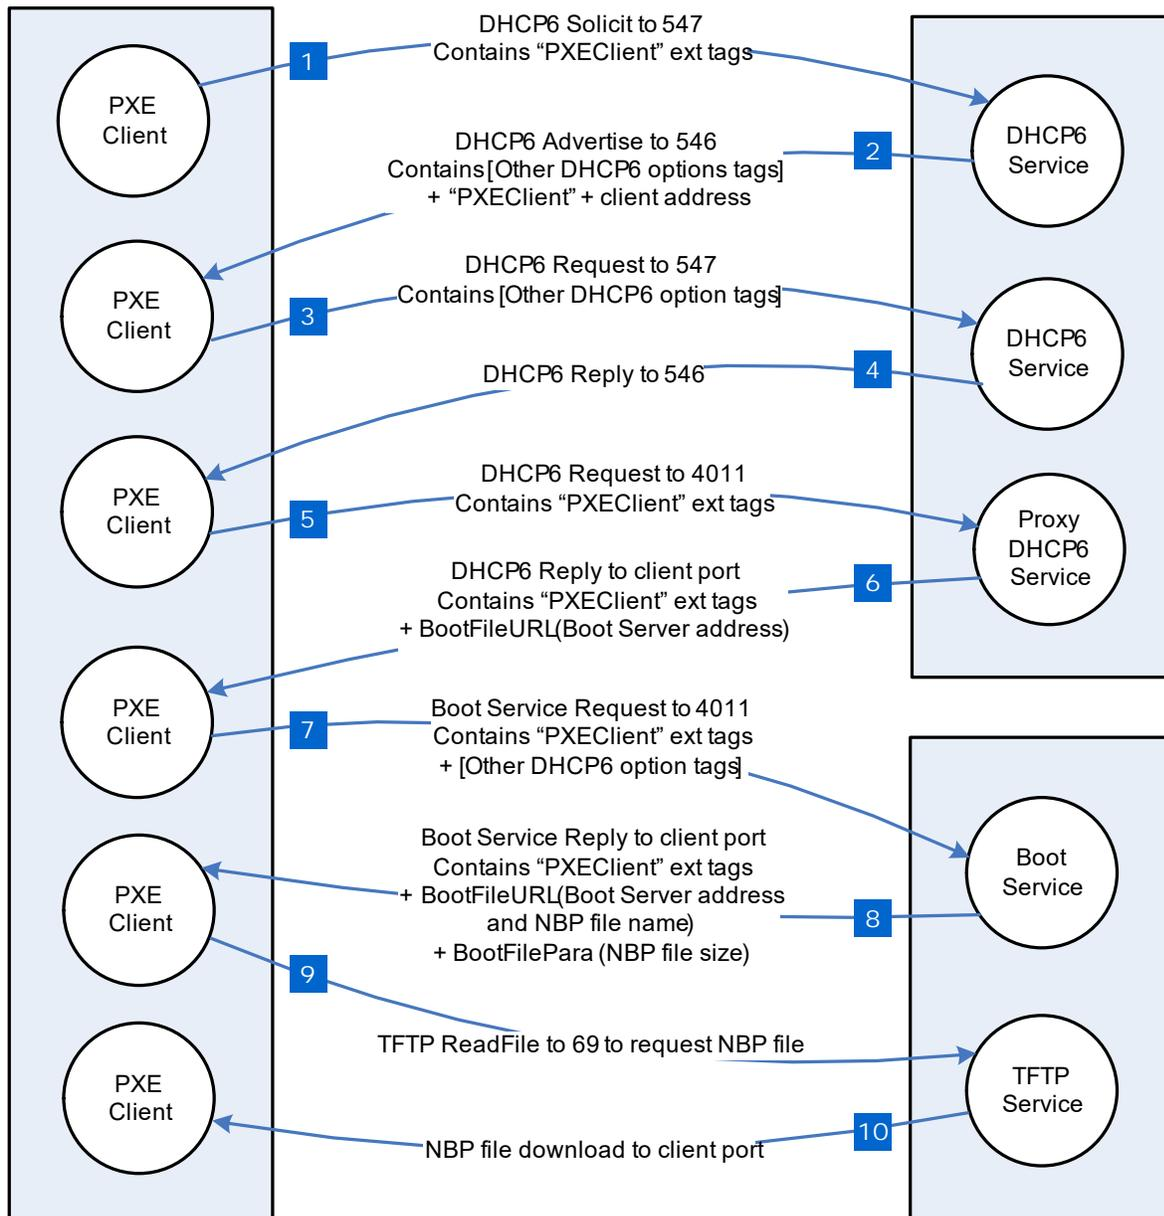 DHCP6 Solicit to 547
Contains “PXEClient” ext tags
1
PXE
Client
DHCP6
Service
DHCP6 Advertise to 546
Contains [Other DHCP6 options tags]
+ “PXEClient” + client address
2
DHCP6 Request to 547
Contains [Other DHCP6 option tags]
3
PXE
Client
DHCP6
Service
DHCP6 Reply to 546
4
DHCP6 Request to 4011
Contains “PXEClient” ext tags
5
PXE
Client
Proxy
DHCP6
Service
DHCP6 Reply to client port
Contains “PXEClient” ext tags
+ BootFileURL(Boot Server address)
6
PXE
Client
7
Boot Service Request to 4011
Contains “PXEClient” ext tags
+ [Other DHCP6 option tags]
Boot Service Reply to client port
Contains “PXEClient” ext tags
+ BootFileURL(Boot Server address
and NBP file name)
+ BootFilePara (NBP file size)
8
PXE
Client
Boot
Service
9
TFTP ReadFile to 69 to request NBP file
PXE
Client
TFTP
Service
10
NBP file download to client port